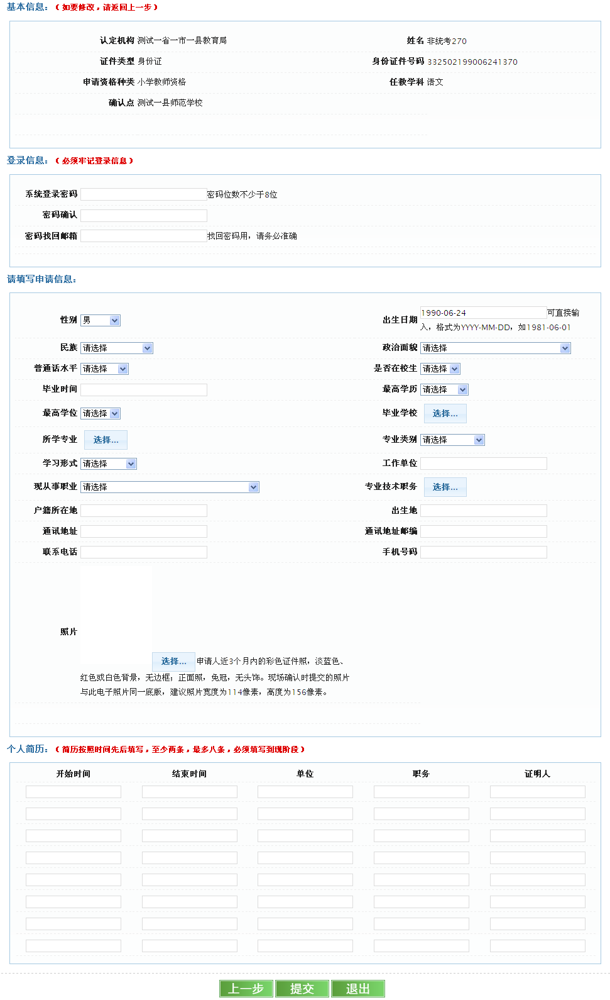 基本信息：（如要修改，请返回上一步）
认定机构 测试一省一市一县教育局 姓名 非统考270
证件类型 身份证 身份证件号码 332502199006241370
申请资格种类 小学教师资格 任教学科 语文
确认点 测试一县师范学校
登录信息：（必须牢记登录信息）
系统登录密码 密码位数不少于8位
密码确认
密码找回邮箱 找回密码用，请务必准确
请填写申请信息：
性别 男 出生日期 1990-06-24 可直接输
入，格式为YYYY-MM-DD，如1981-06-01
民族 请选择 政治面貌 请选择
普通话水平 请选择 是否在校生 请选择
毕业时间 最高学历 请选择
最高学位 请选择 毕业学校 选择...
所学专业 选择... 专业类别 请选择
学习形式 请选择 工作单位
现从事职业 请选择 专业技术职务 选择...
户籍所在地 出生地
通讯地址 通讯地址邮编
联系电话 手机号码
照片
选择... 申请人近3个月内的彩色证件照，淡蓝色、
红色或白色背景，无边框；正面照，免冠，无头饰。现场确认时提交的照片
与此电子照片同一底版，建议照片宽度为114像素，高度为156像素。
个人简历：（简历按照时间先后填写，至少两条，最多八条，必须填写到现阶段）
开始时间 结束时间 单位 职务 证明人
上一步 提交 退出